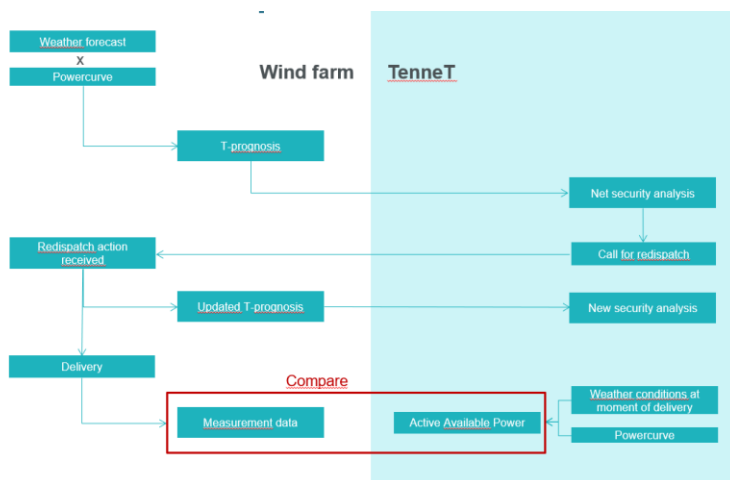 Weather forecast
X
Powercurve
Wind farm
TenneT
T-prognosis
Net security analysis
Redispatch action
received
Call for redispatch
Updated T-prognosis
New security analysis
Delivery
Compare
Weather conditions at
moment of delivery
Measurement data
Active Available Power
Powercurve